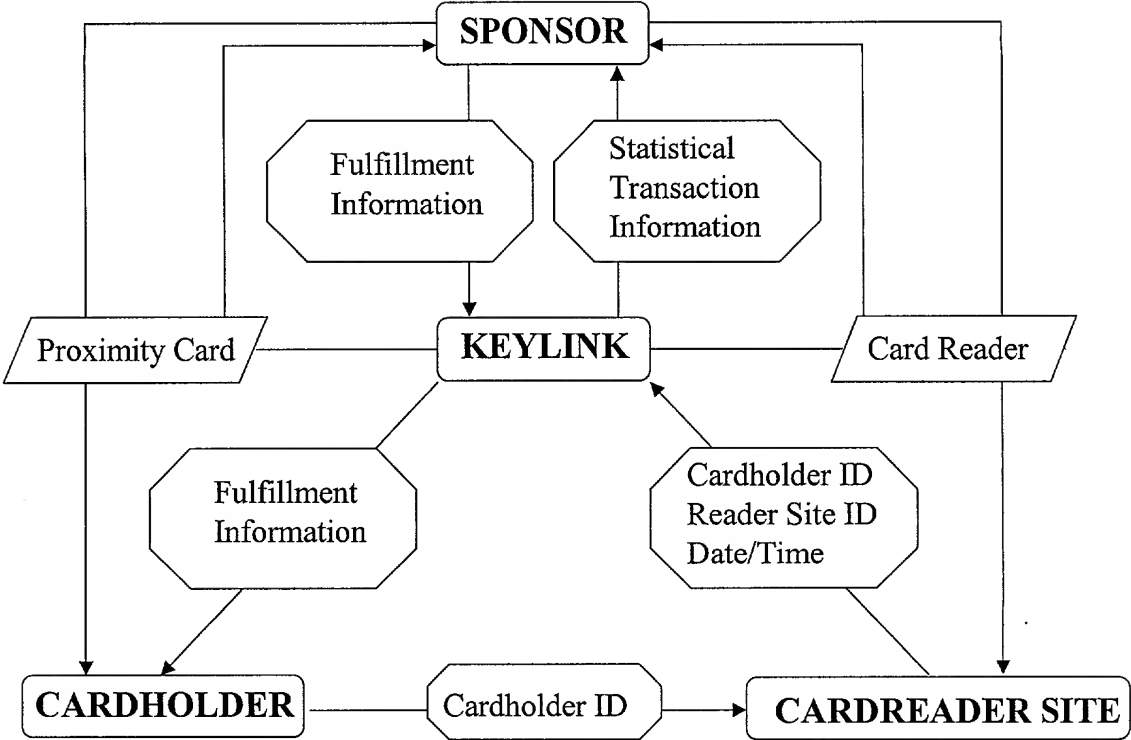 SPONSOR
Fulfillment
Information
Statistical
Transaction
Information
Proximity Card
KEYLINK
Card Reader
Fulfillment
Information
Cardholder ID
Reader Site ID
Date/Time
CARDHOLDER
Cardholder ID
CARDREADER SITE